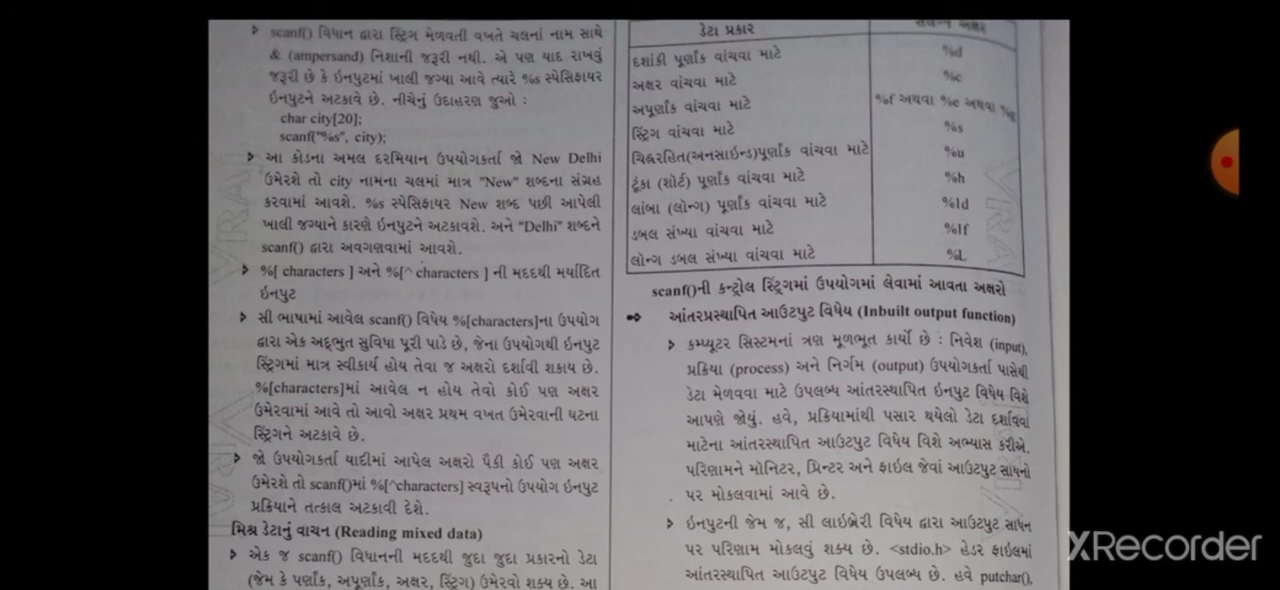 ➤ scanf() વિધાન દ્વારા સ્ટ્રિંગ મેળવતી વખતે ચલનાં નામ સાથે
& (ampersand) નિશાની જરૂરી નથી. એ પણ યાદ રાખવું
જરૂરી છે કે ઇનપુટમાં ખાલી જગ્યા આવે ત્યારે %s સ્પેસિફાયર
ઇનપુટને અટકાવે છે. નીચેનું ઉદાહરણ જુઓ :
char city[20];
scanf("%s", city);
➤ આ કોડના અમલ દરમિયાન ઉપયોગકર્તા જો New Delhi
ઉમેરશે તો city નામના ચલમાં માત્ર "New" શબ્દના સંગ્રહ
કરવામાં આવશે. %s સ્પેસિફાયર New શબ્દ પછી આપેલી
ખાલી જગ્યાને કારણે ઇનપુટને અટકાવશે. અને "Delhi" શબ્દને
scanf() દ્વારા અવગણવામાં આવશે.
➤ %[ characters ] અને %[^ characters ] ની મદદથી મર્યાદિત
ઇનપુટ
➤ સી ભાષામાં આવેલ scanf() વિધેય %[characters]ના ઉપયોગ
દ્વારા એક અદ્ભુત સુવિધા પૂરી પાડે છે, જેના ઉપયોગથી ઇનપુટ
સ્ટ્રિંગમાં માત્ર સ્વીકાર્ય હોય તેવા જ અક્ષરો દર્શાવી શકાય છે.
%[characters]માં આવેલ ન હોય તેવો કોઈ પણ અક્ષર
ઉમેરવામાં આવે તો આવો અક્ષર પ્રથમ વખત ઉમેરવાની ઘટના
સ્ટ્રિંગને અટકાવે છે.
➤ જો ઉપયોગકર્તા યાદીમાં આપેલ અક્ષરો પૈકી કોઈ પણ અક્ષર
ઉમેરશે તો scanf()માં %[^characters] સ્વરૂપનો ઉપયોગ ઇનપુટ
પ્રક્રિયાને તત્કાલ અટકાવી દેશે.
મિશ્ર ડેટાનું વાચન (Reading mixed data)
➤ એક જ scanf() વિધાનની મદદથી જુદા જુદા પ્રકારનો ડેટા
(જેમ કે પૂર્ણાંક, અપૂર્ણાંક, અક્ષર, સ્ટ્રિંગ) ઉમેરવો શક્ય છે. આ
ડેટા પ્રકાર અક્ષર
દશાંકી પૂર્ણાંક વાંચવા માટે %d
અક્ષર વાંચવા માટે %c
અપૂર્ણાંક વાંચવા માટે %f અથવા %e અથવા %g
સ્ટ્રિંગ વાંચવા માટે %s
ચિહ્નરહિત(અનસાઇન્ડ)પૂર્ણાંક વાંચવા માટે %u
ટૂંકા (શોર્ટ) પૂર્ણાંક વાંચવા માટે %h
લાંબા (લોન્ગ) પૂર્ણાંક વાંચવા માટે %ld
ડબલ સંખ્યા વાંચવા માટે %lf
લોન્ગ ડબલ સંખ્યા વાંચવા માટે %L
scanf()ની કન્ટ્રોલ સ્ટ્રિંગમાં ઉપયોગમાં લેવામાં આવતા અક્ષરો
➾ આંતરપ્રસ્થાપિત આઉટપુટ વિધેય (Inbuilt output function)
➤ કમ્પ્યૂટર સિસ્ટમનાં ત્રણ મૂળભૂત કાર્યો છે : નિવેશ (input),
પ્રક્રિયા (process) અને નિર્ગમ (output) ઉપયોગકર્તા પાસેથી
ડેટા મેળવવા માટે ઉપલબ્ધ આંતરસ્થાપિત ઇનપુટ વિધેય વિશે
આપણે જોયું. હવે, પ્રક્રિયામાંથી પસાર થયેલો ડેટા દર્શાવવા
માટેના આંતરસ્થાપિત આઉટપુટ વિધેય વિશે અભ્યાસ કરીએ.
પરિણામને મૉનિટર, પ્રિન્ટર અને ફાઇલ જેવાં આઉટપુટ સાધનો
પર મોકલવામાં આવે છે.
➤ ઇનપુટની જેમ જ, સી લાઇબ્રેરી વિધેય દ્વારા આઉટપુટ સાધન
પર પરિણામ મોકલવું શક્ય છે. <stdio.h> હેડર ફાઇલમાં
આંતરસ્થાપિત આઉટપુટ વિધેય ઉપલબ્ધ છે. હવે putchar(),
XRecorder